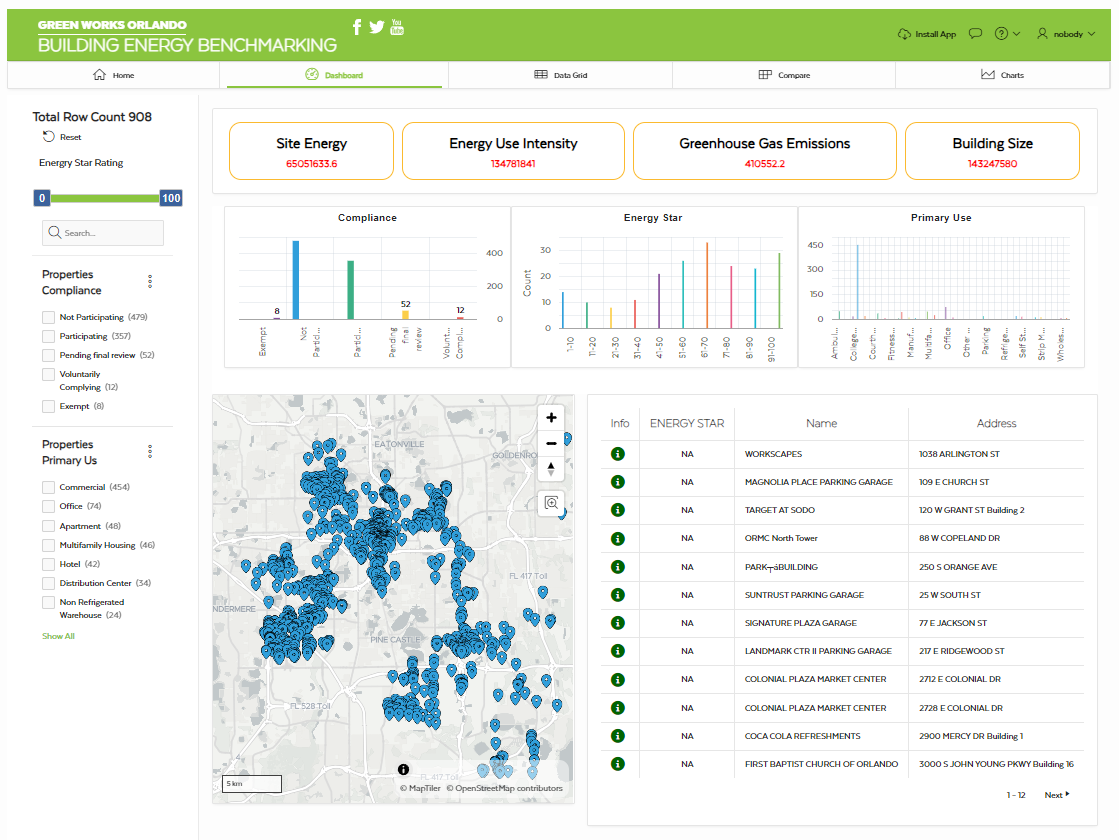 GREEN WORKS ORLANDO
BUILDING ENERGY BENCHMARKING
You
Tube
Install App
nobody
Home
Dashboard
Data Grid
Compare
Charts
Total Row Count 908
Reset
Energy Star Rating
0
100
Search...
Properties
Compliance
Not Participating (479)
Participating (357)
Pending final review (52)
Voluntarily
Complying (12)
Exempt (8)
Properties
Primary Us
Commercial (454)
Office (74)
Apartment (48)
Multifamily Housing (46)
Hotel (42)
Distribution Center (34)
Non Refrigerated
Warehouse (24)
Show All
Site Energy
65051633.6
Energy Use Intensity
134781841
Greenhouse Gas Emissions
410552.2
Building Size
143247580
Compliance
400
200
0
8
52
12
Exempt
Not
Partici...
Partici...
Pending
final
review
Volunt...
Compl...
Energy Star
Count
30
20
10
0
1-10
11-20
21-30
31-40
41-50
51-60
61-70
71-80
81-90
91-100
Primary Use
450
300
150
0
Ambul...
College...
Courth...
Fitness...
Manuf...
Multifa...
Office
Other ...
Parking
Refrige...
Self St...
Strip M...
Wholes...
EATONVILLE
GOLDENRO
FL 417 Toll
NDERMERE
PINE CASTLE
FL 528 Toll
FL 417 Toll
5 km
© MapTiler © OpenStreetMap contributors
Info ENERGY STAR Name Address
NA WORKSCAPES 1038 ARLINGTON ST
NA MAGNOLIA PLACE PARKING GARAGE 109 E CHURCH ST
NA TARGET AT SODO 120 W GRANT ST Building 2
NA ORMC North Tower 88 W COPELAND DR
NA PARK┬áBUILDING 250 S ORANGE AVE
NA SUNTRUST PARKING GARAGE 25 W SOUTH ST
NA SIGNATURE PLAZA GARAGE 77 E JACKSON ST
NA LANDMARK CTR II PARKING GARAGE 217 E RIDGEWOOD ST
NA COLONIAL PLAZA MARKET CENTER 2712 E COLONIAL DR
NA COLONIAL PLAZA MARKET CENTER 2728 E COLONIAL DR
NA COCA COLA REFRESHMENTS 2900 MERCY DR Building 1
NA FIRST BAPTIST CHURCH OF ORLANDO 3000 S JOHN YOUNG PKWY Building 16
1 - 12 Next